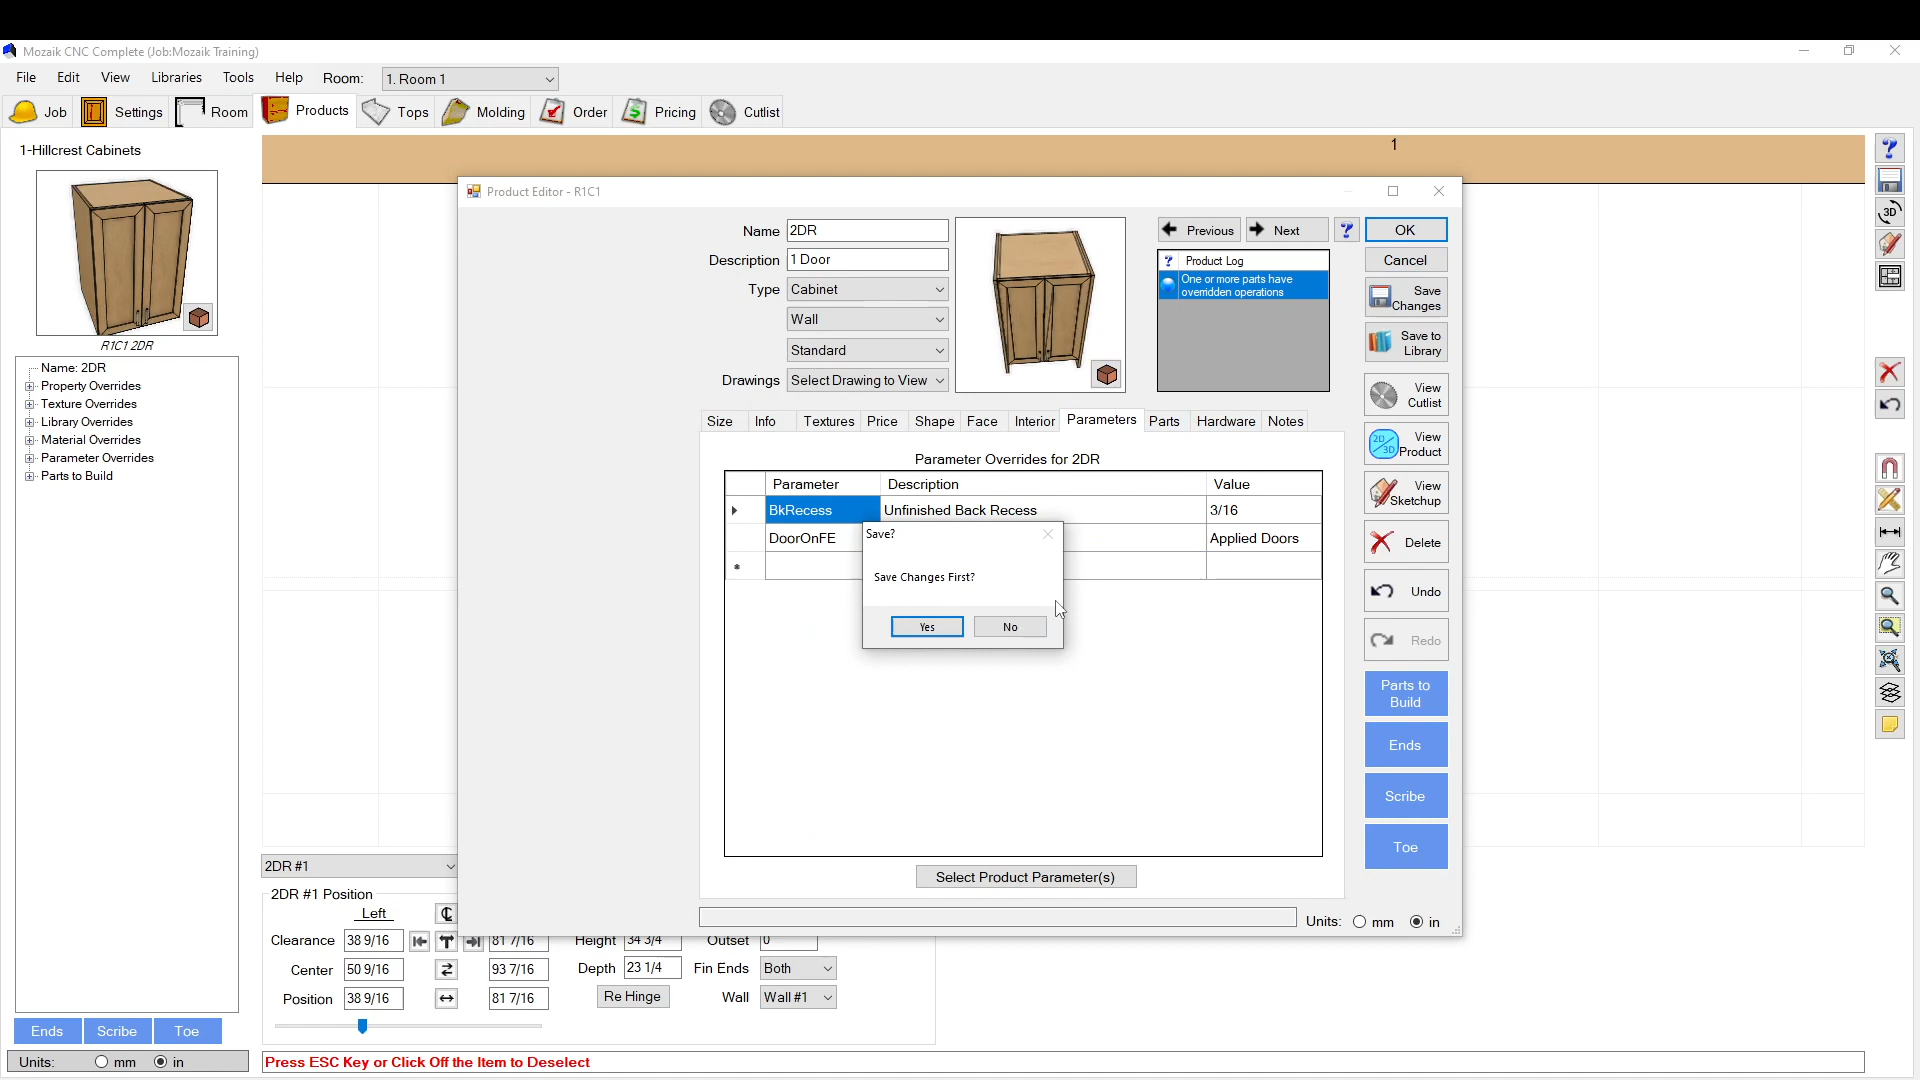 Mozaik CNC Complete (Job:Mozaik Training)
File Edit View Libraries Tools Help Room: 1. Room 1
Job Settings Room Products Tops Molding Order Pricing Cutlist
1-Hillcrest Cabinets
R1C1 2DR
Name: 2DR
Property Overrides
Texture Overrides
Library Overrides
Material Overrides
Parameter Overrides
Parts to Build
Ends Scribe Toe
Units: mm in
1
Product Editor - R1C1
Name 2DR
Description 1 Door
Type Cabinet
Wall
Standard
Drawings Select Drawing to View
Previous Next ? OK
? Product Log
One or more parts have
overridden operations
Cancel
Save
Changes
Save to
Library
View
Cutlist
2D/3D View
Product
View
Sketchup
Delete
Undo
Redo
Parts to
Build
Ends
Scribe
Toe
Size Info Textures Price Shape Face Interior Parameters Parts Hardware Notes
Parameter Overrides for 2DR
Parameter Description Value
BkRecess Unfinished Back Recess 3/16
DoorOnFE Applied Doors
*
Save?
Save Changes First?
Yes No
Select Product Parameter(s)
Units: mm in
2DR #1
2DR #1 Position
Left
Clearance 38 9/16 81 7/16 Height 34 3/4 Outset 0
Center 50 9/16 93 7/16 Depth 23 1/4 Fin Ends Both
Position 38 9/16 81 7/16 Re Hinge Wall Wall #1
Press ESC Key or Click Off the Item to Deselect
?
3D